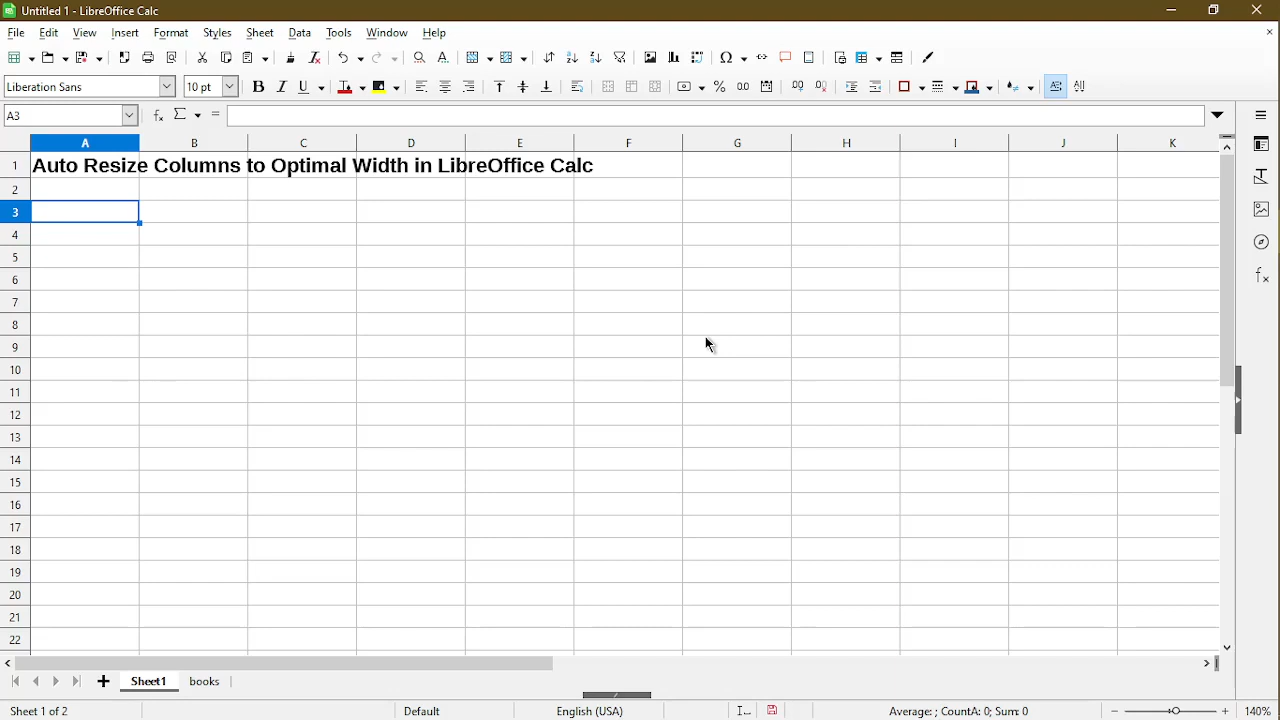 Untitled 1 - LibreOffice Calc
File Edit View Insert Format Styles Sheet Data Tools Window Help
Liberation Sans 10 pt B I U
A3
A B C D E F G H I J K
1 Auto Resize Columns to Optimal Width in LibreOffice Calc
2
3
4
5
6
7
8
9
10
11
12
13
14
15
16
17
18
19
20
21
22
Sheet1 books
Sheet 1 of 2 Default English (USA) Average: ; CountA: 0; Sum: 0 140%